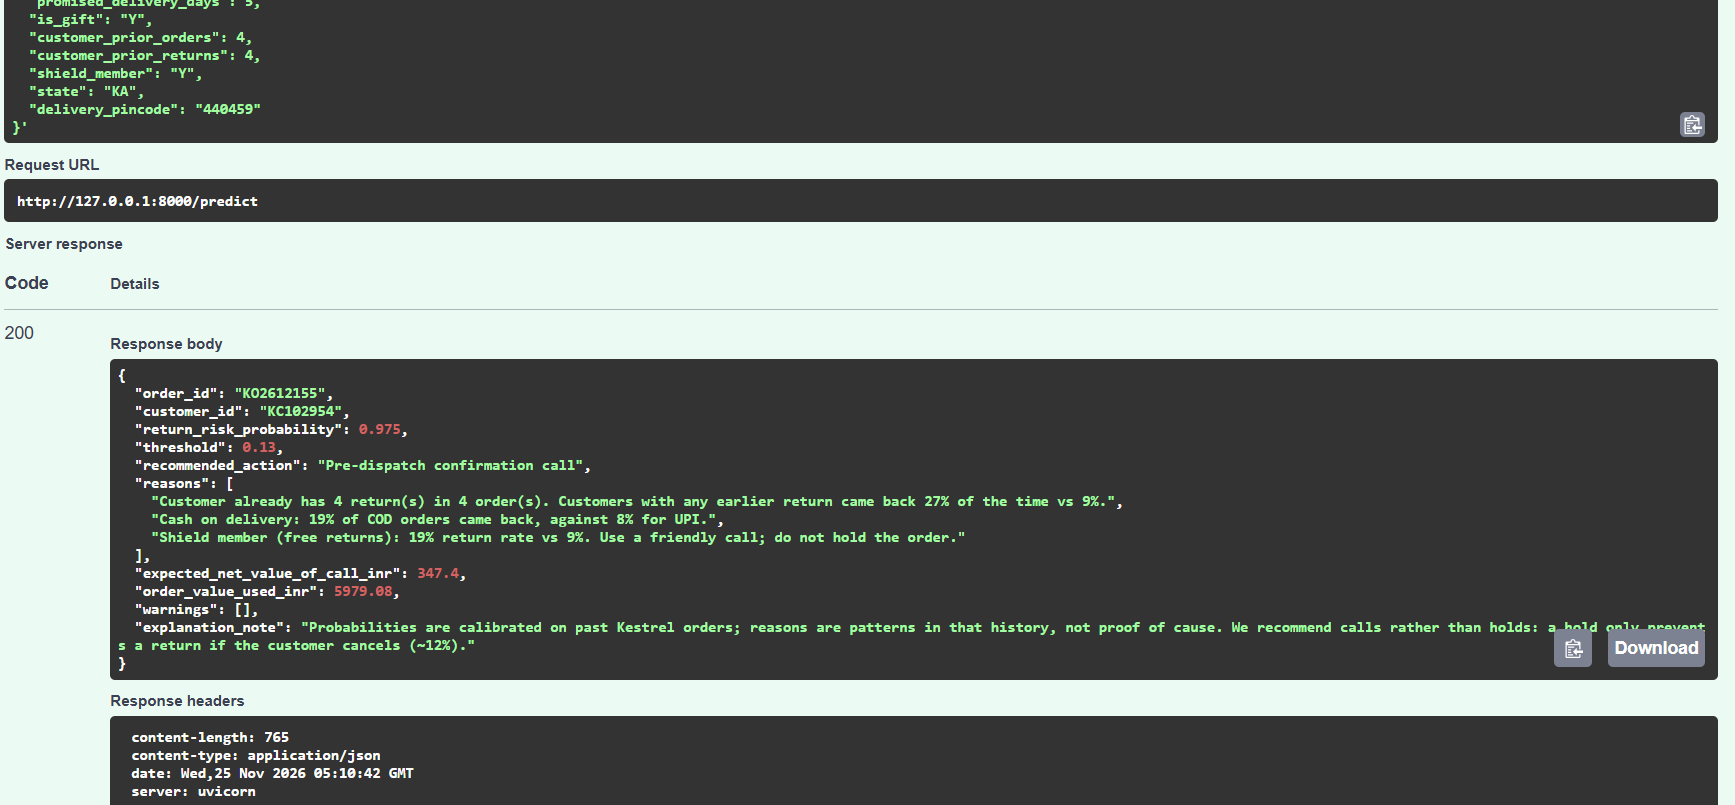 "promised_delivery_days": 5,
"is_gift": "Y",
"customer_prior_orders": 4,
"customer_prior_returns": 4,
"shield_member": "Y",
"state": "KA",
"delivery_pincode": "440459"
}'
Request URL
http://127.0.0.1:8000/predict
Server response
Code Details
200
Response body
{
"order_id": "KO2612155",
"customer_id": "KC102954",
"return_risk_probability": 0.975,
"threshold": 0.13,
"recommended_action": "Pre-dispatch confirmation call",
"reasons": [
"Customer already has 4 return(s) in 4 order(s). Customers with any earlier return came back 27% of the time vs 9%.",
"Cash on delivery: 19% of COD orders came back, against 8% for UPI.",
"Shield member (free returns): 19% return rate vs 9%. Use a friendly call; do not hold the order."
],
"expected_net_value_of_call_inr": 347.4,
"order_value_used_inr": 5979.08,
"warnings": [],
"explanation_note": "Probabilities are calibrated on past Kestrel orders; reasons are patterns in that history, not proof of cause. We recommend calls rather than holds: a hold only prevent
s a return if the customer cancels (~12%)."
}
Download
Response headers
content-length: 765
content-type: application/json
date: Wed,25 Nov 2026 05:10:42 GMT
server: uvicorn